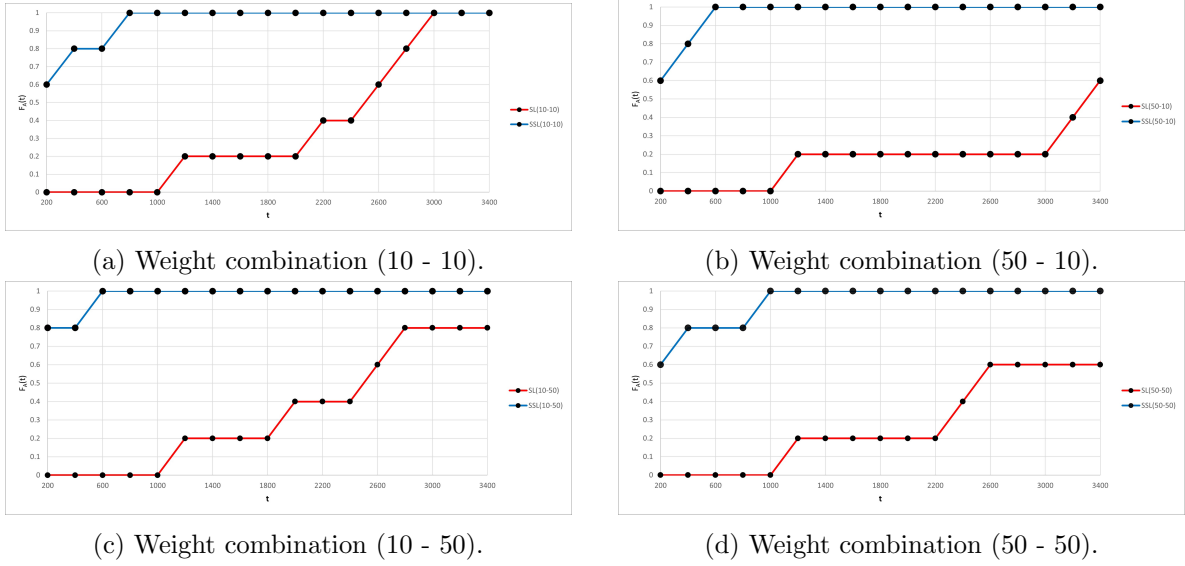 1
0.9
0.8
0.7
0.6
0.5
0.4
0.3
0.2
0.1
0
F_A(t)
200 600 1000 1400 1800 2200 2600 3000 3400
t
SL(10-10)
SSL(10-10)
(a) Weight combination (10 - 10).
1
0.9
0.8
0.7
0.6
0.5
0.4
0.3
0.2
0.1
0
F_A(t)
200 600 1000 1400 1800 2200 2600 3000 3400
t
SL(50-10)
SSL(50-10)
(b) Weight combination (50 - 10).
1
0.9
0.8
0.7
0.6
0.5
0.4
0.3
0.2
0.1
0
F_A(t)
200 600 1000 1400 1800 2200 2600 3000 3400
t
SL(10-50)
SSL(10-50)
(c) Weight combination (10 - 50).
1
0.9
0.8
0.7
0.6
0.5
0.4
0.3
0.2
0.1
0
F_A(t)
200 600 1000 1400 1800 2200 2600 3000 3400
t
SL(50-50)
SSL(50-50)
(d) Weight combination (50 - 50).